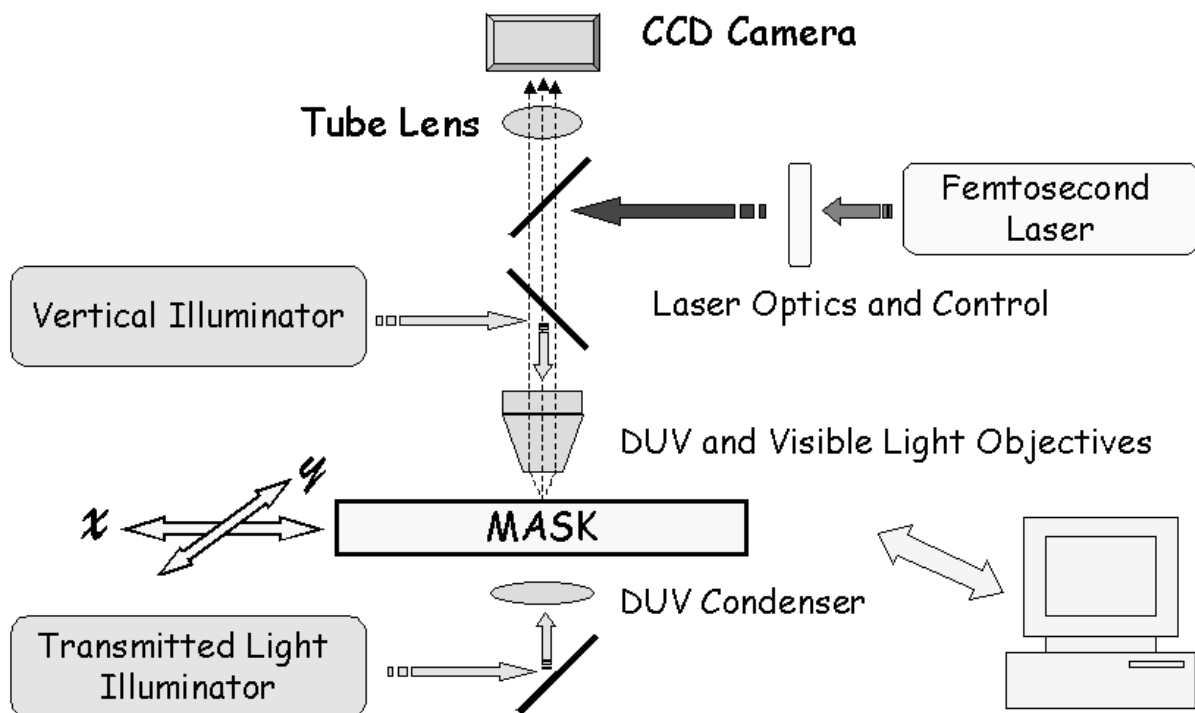 CCD Camera
Tube Lens
Femtosecond
Laser
Vertical Illuminator
Laser Optics and Control
DUV and Visible Light Objectives
x
y
MASK
DUV Condenser
Transmitted Light
Illuminator